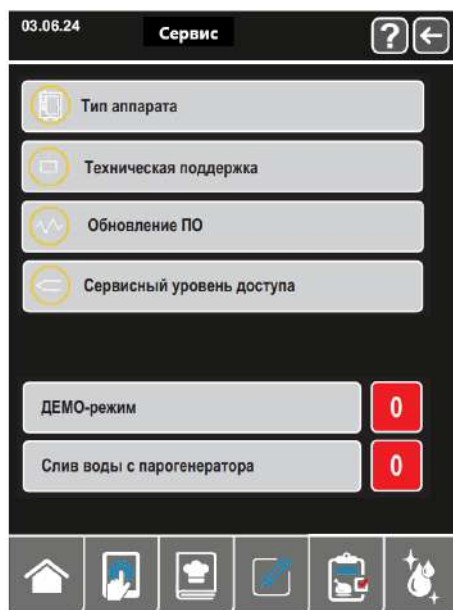 03.06.24
Сервис
?
Тип аппарата
Техническая поддержка
Обновление ПО
Сервисный уровень доступа
ДЕМО-режим
0
Слив воды с парогенератора
0